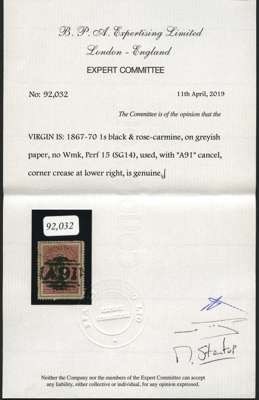 B. P. A. Expertising Limited
London - England
EXPERT COMMITTEE
No: 92,032 11th April, 2019
The Committee is of the opinion that the
VIRGIN IS: 1867-70 1s black & rose-carmine, on greyish
paper, no Wmk, Perf 15 (SG14), used, with "A91" cancel,
corner crease at lower right, is genuine.
92,032
A91
Neither the Company nor the members of the Expert Committee can accept
any liability, either collective or individual, for any opinion expressed.